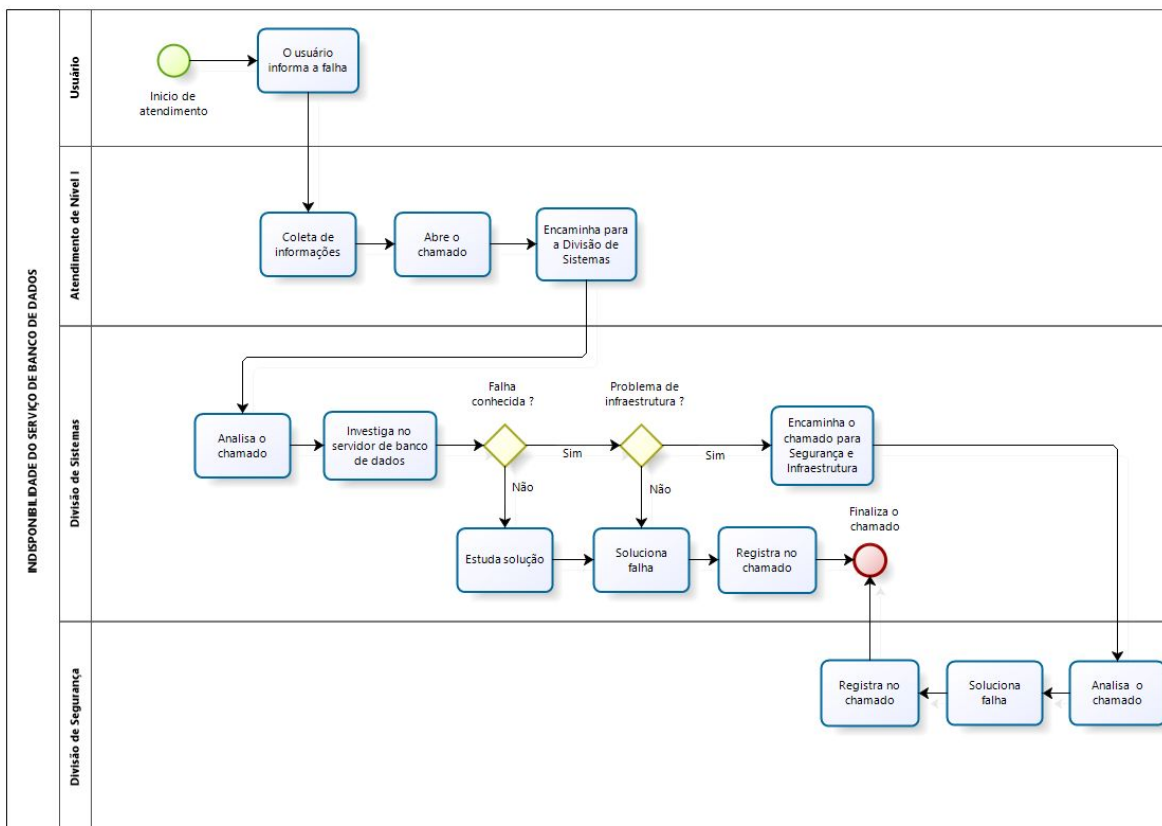 INDISPONIBILIDADE DO SERVIÇO DE BANCO DE DADOS
Usuário
Inicio de
atendimento
O usuário
informa a falha
Atendimento de Nível I
Coleta de
informações
Abre o
chamado
Encaminha para
a Divisão de
Sistemas
Divisão de Sistemas
Analisa o
chamado
Investiga no
servidor de banco
de dados
Falha
conhecida ?
Sim
Não
Problema de
infraestrutura ?
Sim
Não
Encaminha o
chamado para
Segurança e
Infraestrutura
Estuda solução
Soluciona
falha
Registra no
chamado
Finaliza o
chamado
Divisão de Segurança
Registra no
chamado
Soluciona
falha
Analisa o
chamado